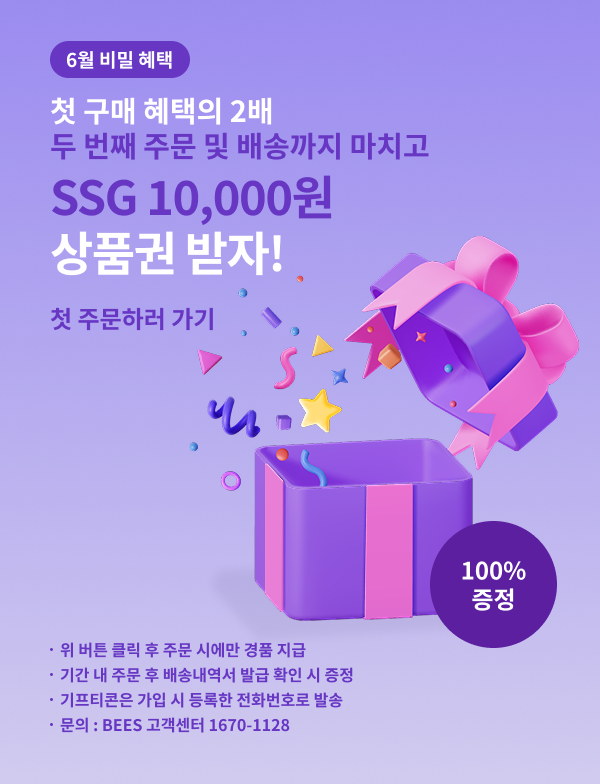 6월 비밀 혜택
첫 구매 혜택의 2배
두 번째 주문 및 배송까지 마치고
SSG 10,000원
상품권 받자!
첫 주문하러 가기
100%
증정
· 위 버튼 클릭 후 주문 시에만 경품 지급
· 기간 내 주문 후 배송내역서 발급 확인 시 증정
· 기프티콘은 가입 시 등록한 전화번호로 발송
· 문의 : BEES 고객센터 1670-1128